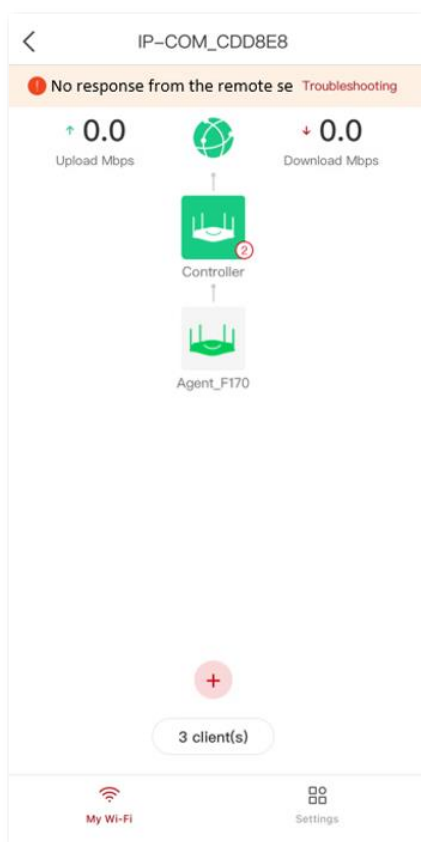 IP-COM_CDD8E8
No response from the remote se Troubleshooting
0.0 0.0
Upload Mbps Download Mbps
2
Controller
Agent_F170
+
3 client(s)
My Wi-Fi Settings